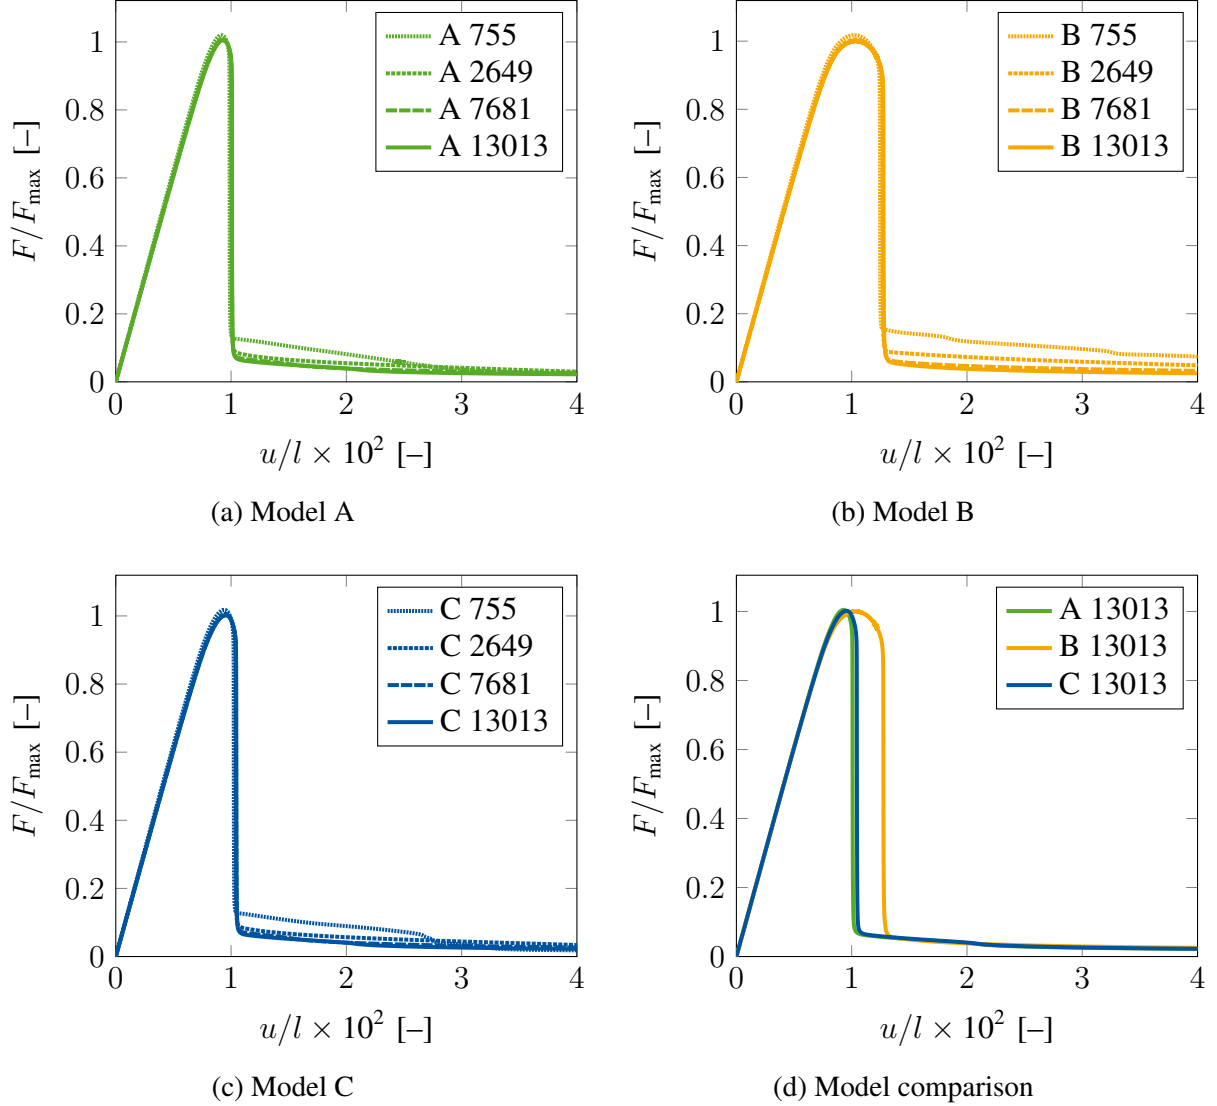 A 755
A 2649
A 7681
A 13013
F/Fmax [–]
1
0.8
0.6
0.4
0.2
0
0 1 2 3 4
u/l × 10² [–]
(a) Model A
B 755
B 2649
B 7681
B 13013
F/Fmax [–]
1
0.8
0.6
0.4
0.2
0
0 1 2 3 4
u/l × 10² [–]
(b) Model B
C 755
C 2649
C 7681
C 13013
F/Fmax [–]
1
0.8
0.6
0.4
0.2
0
0 1 2 3 4
u/l × 10² [–]
(c) Model C
A 13013
B 13013
C 13013
F/Fmax [–]
1
0.8
0.6
0.4
0.2
0
0 1 2 3 4
u/l × 10² [–]
(d) Model comparison